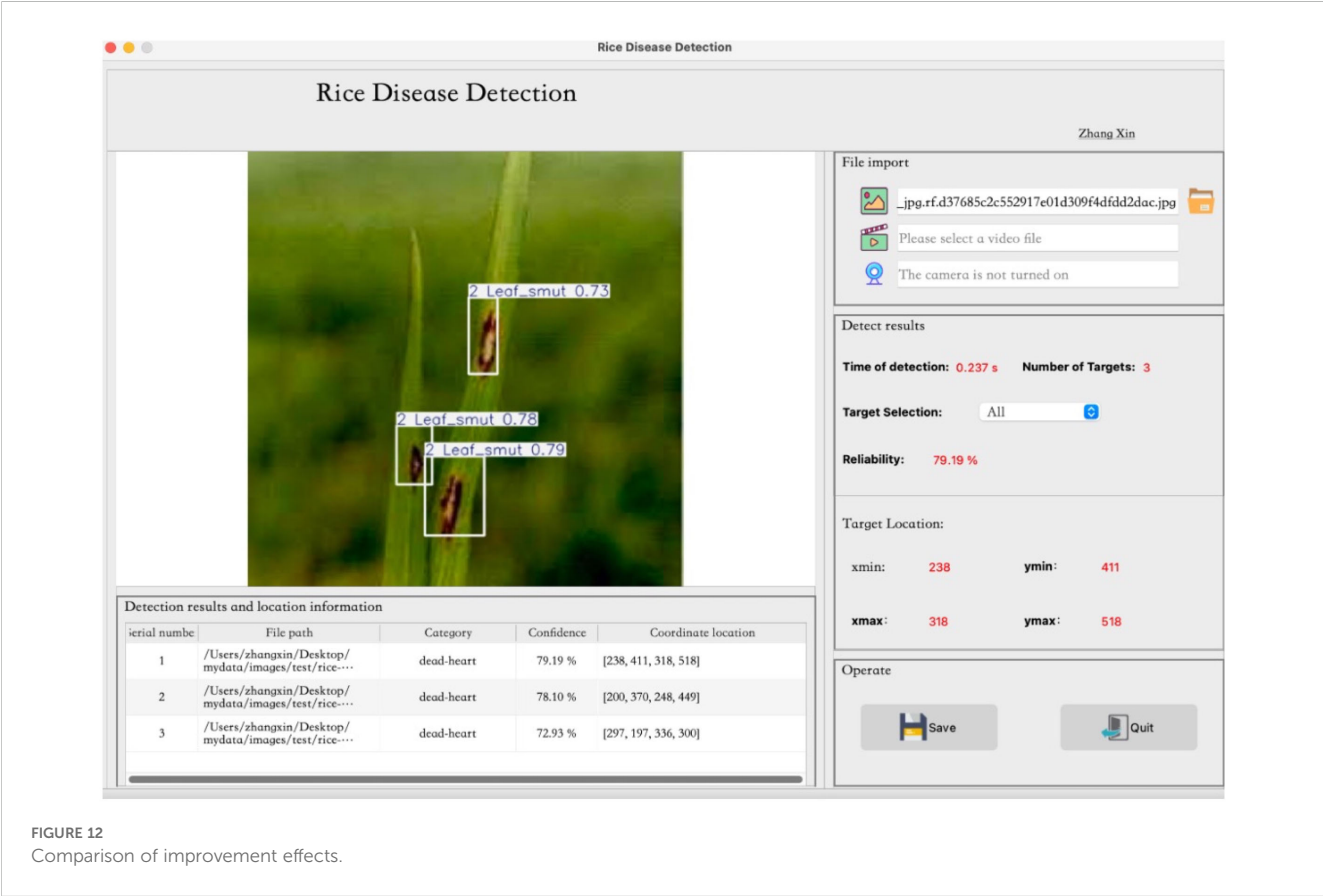 Rice Disease Detection
Rice Disease Detection
Zhang Xin
2 Leaf_smut 0.73
2 Leaf_smut 0.78
2 Leaf_smut 0.79
File import
_jpg.rf.d37685c2c552917e01d309f4dfdd2dac.jpg
Please select a video file
The camera is not turned on
Detect results
Time of detection: 0.237 s Number of Targets: 3
Target Selection: All
Reliability: 79.19 %
Target Location:
xmin: 238 ymin: 411
xmax: 318 ymax: 518
Operate
Save Quit
Detection results and location information
serial numbe File path Category Confidence Coordinate location
1 /Users/zhangxin/Desktop/ dead-heart 79.19 % [238, 411, 318, 518]
mydata/images/test/rice-····
2 /Users/zhangxin/Desktop/ dead-heart 78.10 % [200, 370, 248, 449]
mydata/images/test/rice-····
3 /Users/zhangxin/Desktop/ dead-heart 72.93 % [297, 197, 336, 300]
mydata/images/test/rice-····
FIGURE 12
Comparison of improvement effects.